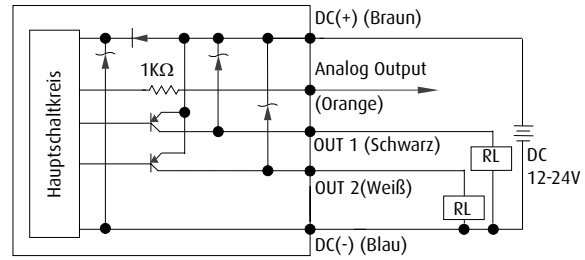 DC(+) (Braun)
1KΩ
Analog Output
(Orange)
Hauptschaltkreis
OUT 1 (Schwarz)
RL
DC
12-24V
OUT 2(Weiß)
RL
DC(-) (Blau)